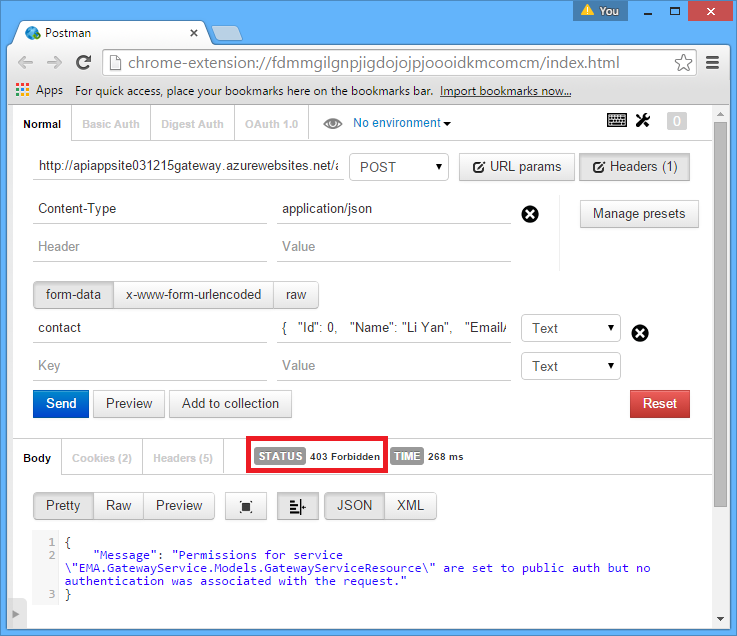 You
Postman
chrome-extension://fdmmgilgnpjigdojojpjoooidkmcomcm/index.html
Apps For quick access, place your bookmarks here on the bookmarks bar. Import bookmarks now...
Normal Basic Auth Digest Auth OAuth 1.0 No environment 0
http://apiappsite031215gateway.azurewebsites.net/a POST URL params Headers (1)
Content-Type application/json Manage presets
Header Value
form-data x-www-form-urlencoded raw
contact { "Id": 0, "Name": "Li Yan", "EmailA Text
Key Value Text
Send Preview Add to collection Reset
Body Cookies (2) Headers (5) STATUS 403 Forbidden TIME 268 ms
Pretty Raw Preview JSON XML
1 {
2 "Message": "Permissions for service
\"EMA.GatewayService.Models.GatewayServiceResource\" are set to public auth but no
authentication was associated with the request."
3 }